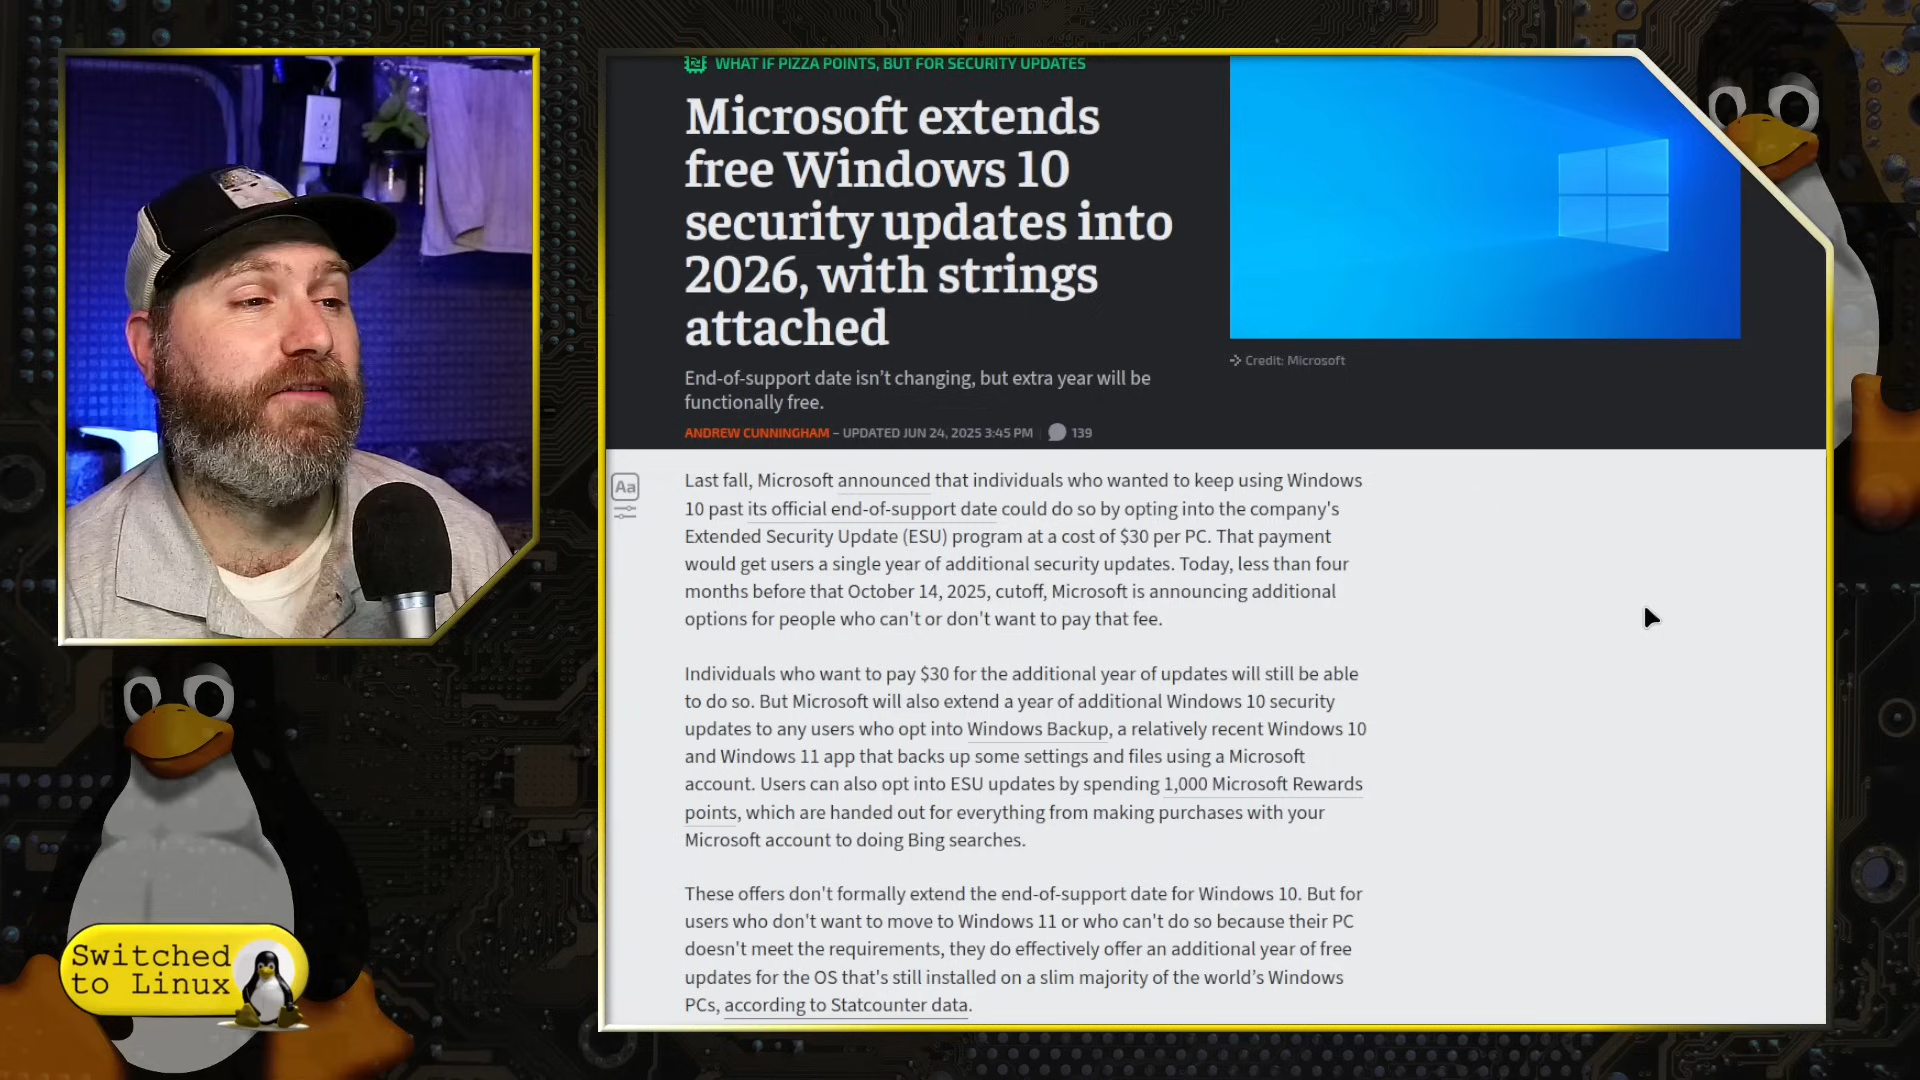 WHAT IF PIZZA POINTS, BUT FOR SECURITY UPDATES
Microsoft extends
free Windows 10
security updates into
2026, with strings
attached
End-of-support date isn’t changing, but extra year will be
functionally free.
ANDREW CUNNINGHAM – UPDATED JUN 24, 2025 3:45 PM | 139
Credit: Microsoft
Aa
Last fall, Microsoft announced that individuals who wanted to keep using Windows
10 past its official end-of-support date could do so by opting into the company's
Extended Security Update (ESU) program at a cost of $30 per PC. That payment
would get users a single year of additional security updates. Today, less than four
months before that October 14, 2025, cutoff, Microsoft is announcing additional
options for people who can't or don't want to pay that fee.
Individuals who want to pay $30 for the additional year of updates will still be able
to do so. But Microsoft will also extend a year of additional Windows 10 security
updates to any users who opt into Windows Backup, a relatively recent Windows 10
and Windows 11 app that backs up some settings and files using a Microsoft
account. Users can also opt into ESU updates by spending 1,000 Microsoft Rewards
points, which are handed out for everything from making purchases with your
Microsoft account to doing Bing searches.
These offers don't formally extend the end-of-support date for Windows 10. But for
users who don't want to move to Windows 11 or who can't do so because their PC
doesn't meet the requirements, they do effectively offer an additional year of free
updates for the OS that's still installed on a slim majority of the world’s Windows
PCs, according to Statcounter data.
Switched
to Linux